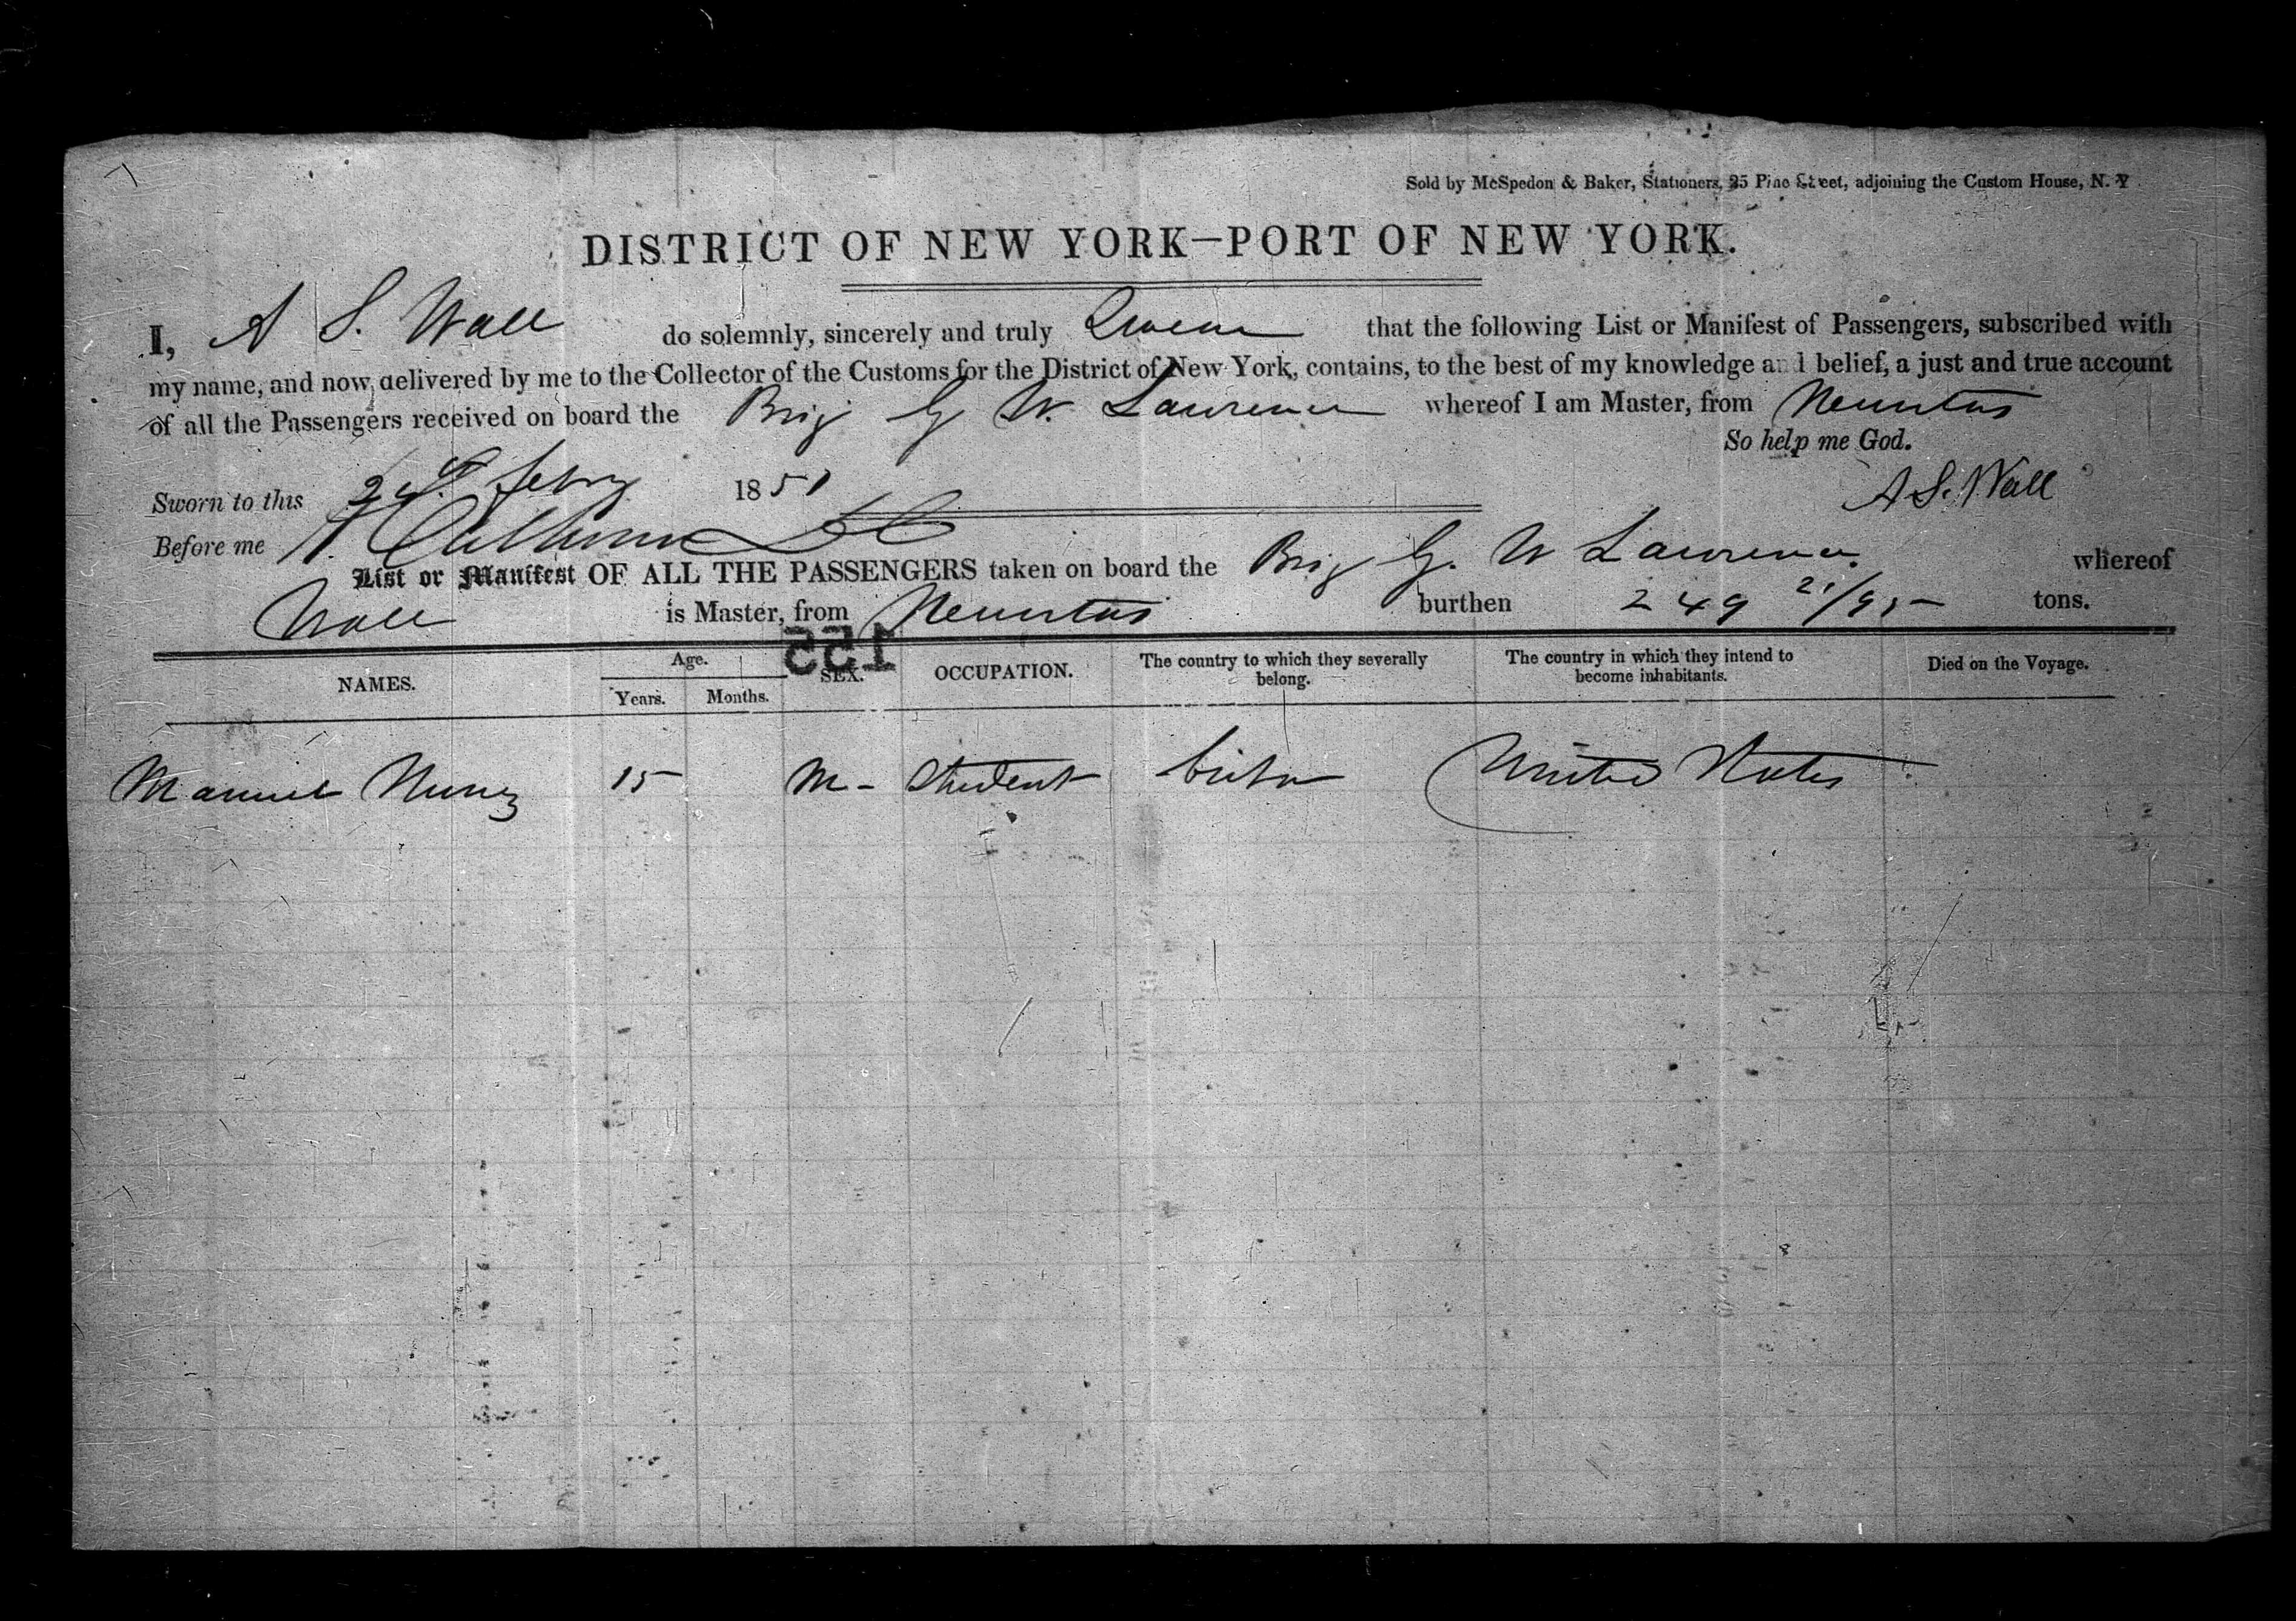 Sold by McSpedon & Baker, Stationers, 25 Pine Street, adjoining the Custom House, N. Y
DISTRICT OF NEW YORK—PORT OF NEW YORK.
I, A S. Wall do solemnly, sincerely and truly Swear that the following List or Manifest of Passengers, subscribed with
my name, and now delivered by me to the Collector of the Customs for the District of New York, contains, to the best of my knowledge and belief, a just and true account
of all the Passengers received on board the Brig G W. Lawrence whereof I am Master, from Neuvitas
So help me God.
Sworn to this Feby 1851 A S. Wall
Before me Calhoun
List or Manifest OF ALL THE PASSENGERS taken on board the Brig G. W Lawrence whereof
Wall is Master, from Neuvitas burthen 249 21/95 tons.
155
NAMES. Age. Years. Months. SEX. OCCUPATION. The country to which they severally belong. The country in which they intend to become inhabitants. Died on the Voyage.
Manuel Nunez 15 M- Student Cuba United States